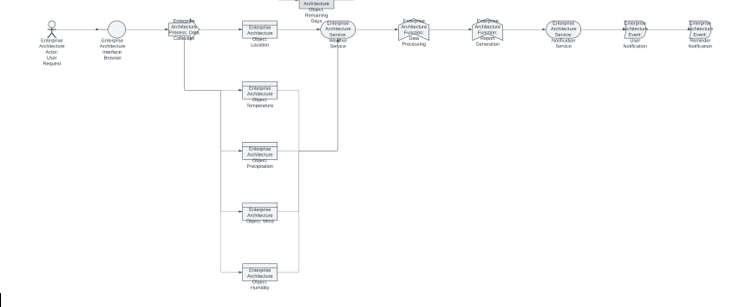 Architecture
Object:
Remaining
Days
Enterprise
Architecture
Actor:
User
Request
Enterprise
Architecture
Interface:
Browser
Enterprise
Architecture
Process: Data
Collection
Enterprise
Architecture
Object:
Location
Enterprise
Architecture
Service:
Weather
Service
Enterprise
Architecture
Function:
Data
Processing
Enterprise
Architecture
Function:
Report
Generation
Enterprise
Architecture
Service:
Notification
Service
Enterprise
Architecture
Event:
User
Notification
Enterprise
Architecture
Event:
Reminder
Notification
Enterprise
Architecture
Object:
Temperature
Enterprise
Architecture
Object:
Precipitation
Enterprise
Architecture
Object: Wind
Enterprise
Architecture
Object:
Humidity